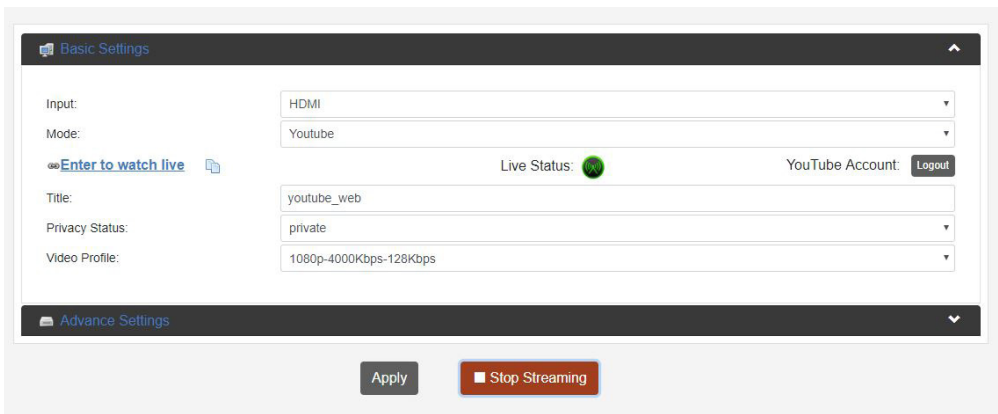 Basic Settings
Input: HDMI
Mode: Youtube
Enter to watch live Live Status: YouTube Account: Logout
Title: youtube_web
Privacy Status: private
Video Profile: 1080p-4000Kbps-128Kbps
Advance Settings
Apply Stop Streaming